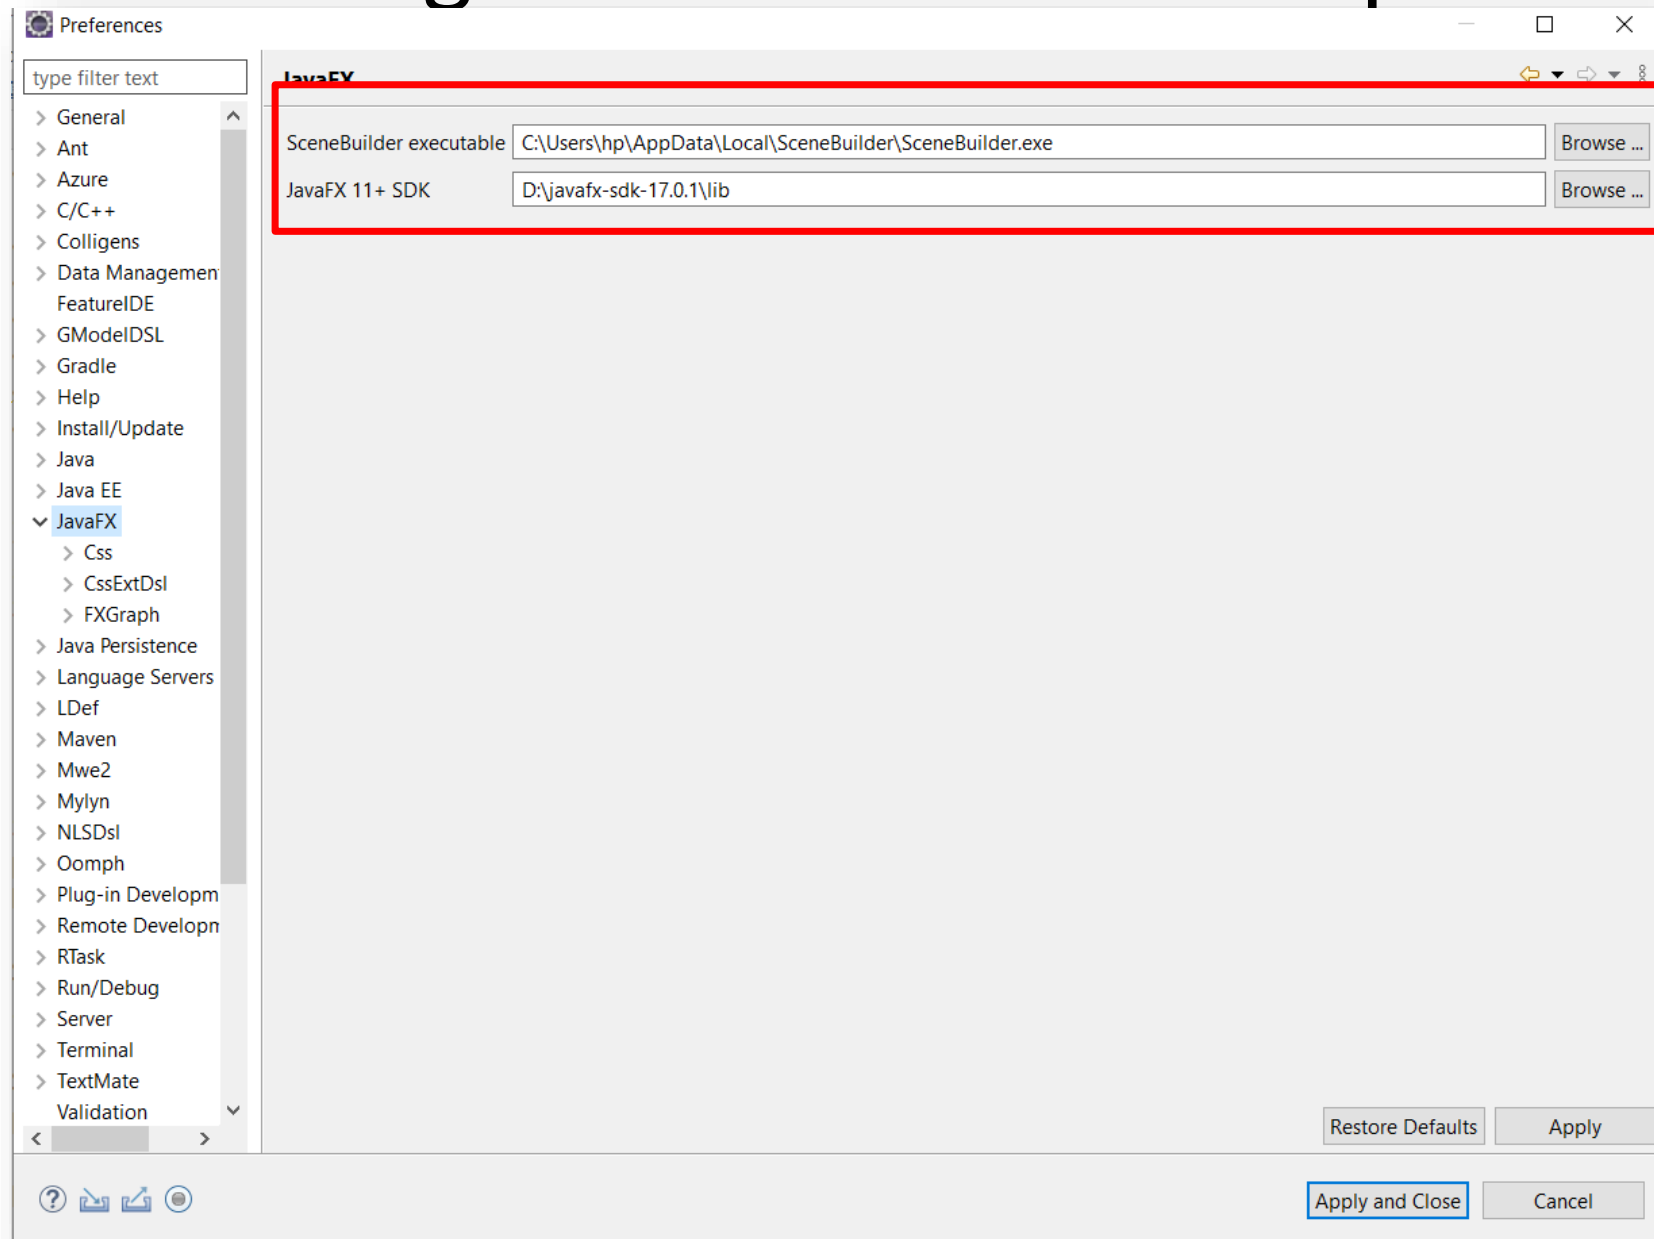 Preferences
type filter text
JavaFX
General
Ant
Azure
C/C++
Colligens
Data Managemen
FeatureIDE
GModelDSL
Gradle
Help
Install/Update
Java
Java EE
JavaFX
Css
CssExtDsl
FXGraph
Java Persistence
Language Servers
LDef
Maven
Mwe2
Mylyn
NLSDsl
Oomph
Plug-in Developm
Remote Developm
RTask
Run/Debug
Server
Terminal
TextMate
Validation
SceneBuilder executable C:\Users\hp\AppData\Local\SceneBuilder\SceneBuilder.exe Browse ...
JavaFX 11+ SDK D:\javafx-sdk-17.0.1\lib Browse ...
Restore Defaults Apply
Apply and Close Cancel